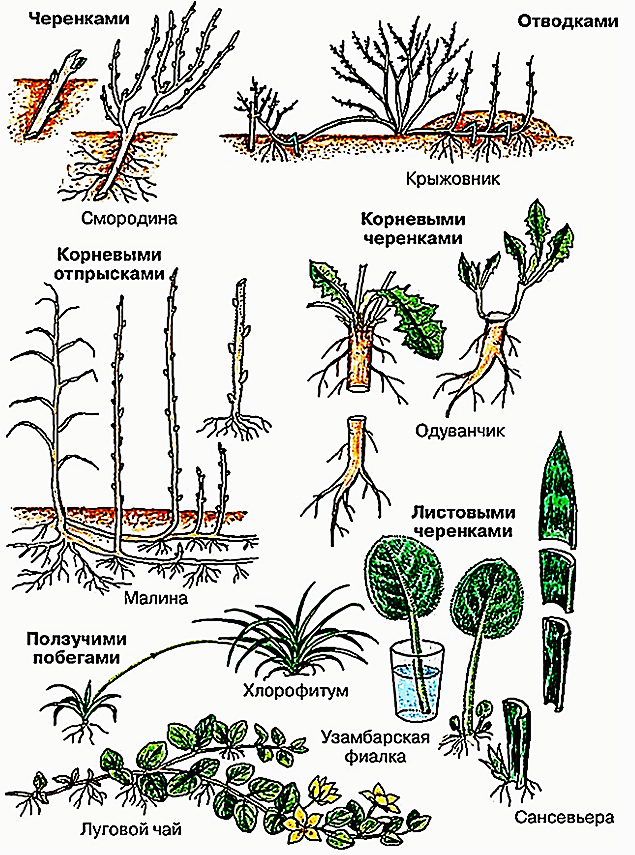 Черенками
Смородина
Отводками
Крыжовник
Корневыми
отпрысками
Малина
Корневыми
черенками
Одуванчик
Листовыми
черенками
Узамбарская
фиалка
Сансевьера
Ползучими
побегами
Хлорофитум
Луговой чай